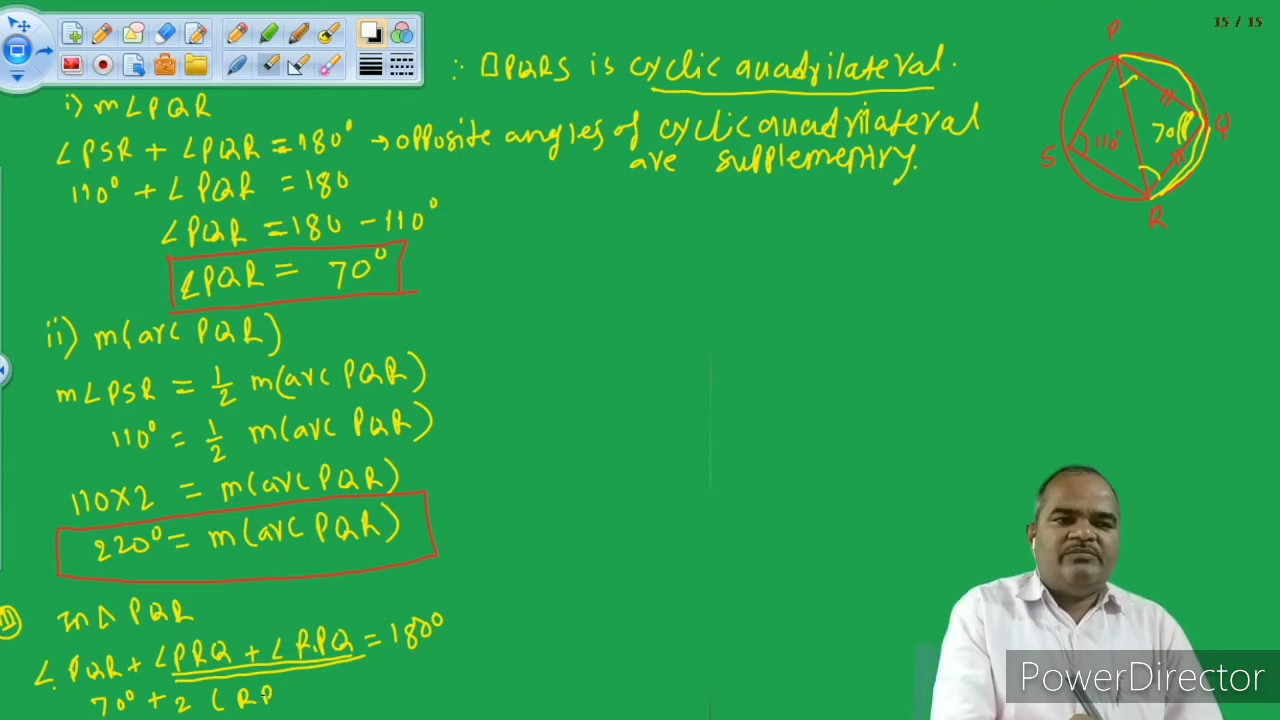 15 / 15
∴ □PQRS is cyclic quadrilateral.
i) m∠PQR
∠PSR + ∠PQR = 180° → opposite angles of cyclic quadrilateral
are supplementry.
110° + ∠PQR = 180
∠PQR = 180 - 110°
∠PQR = 70°
ii) m(arc PQR)
m∠PSR = 1/2 m(arc PQR)
110° = 1/2 m(arc PQR)
110×2 = m(arc PQR)
220° = m(arc PQR)
In Δ PQR
∠PQR + ∠PRQ + ∠RPQ = 180°
70° + 2 ( RP
P
Q
R
S
110°
70
PowerDirector